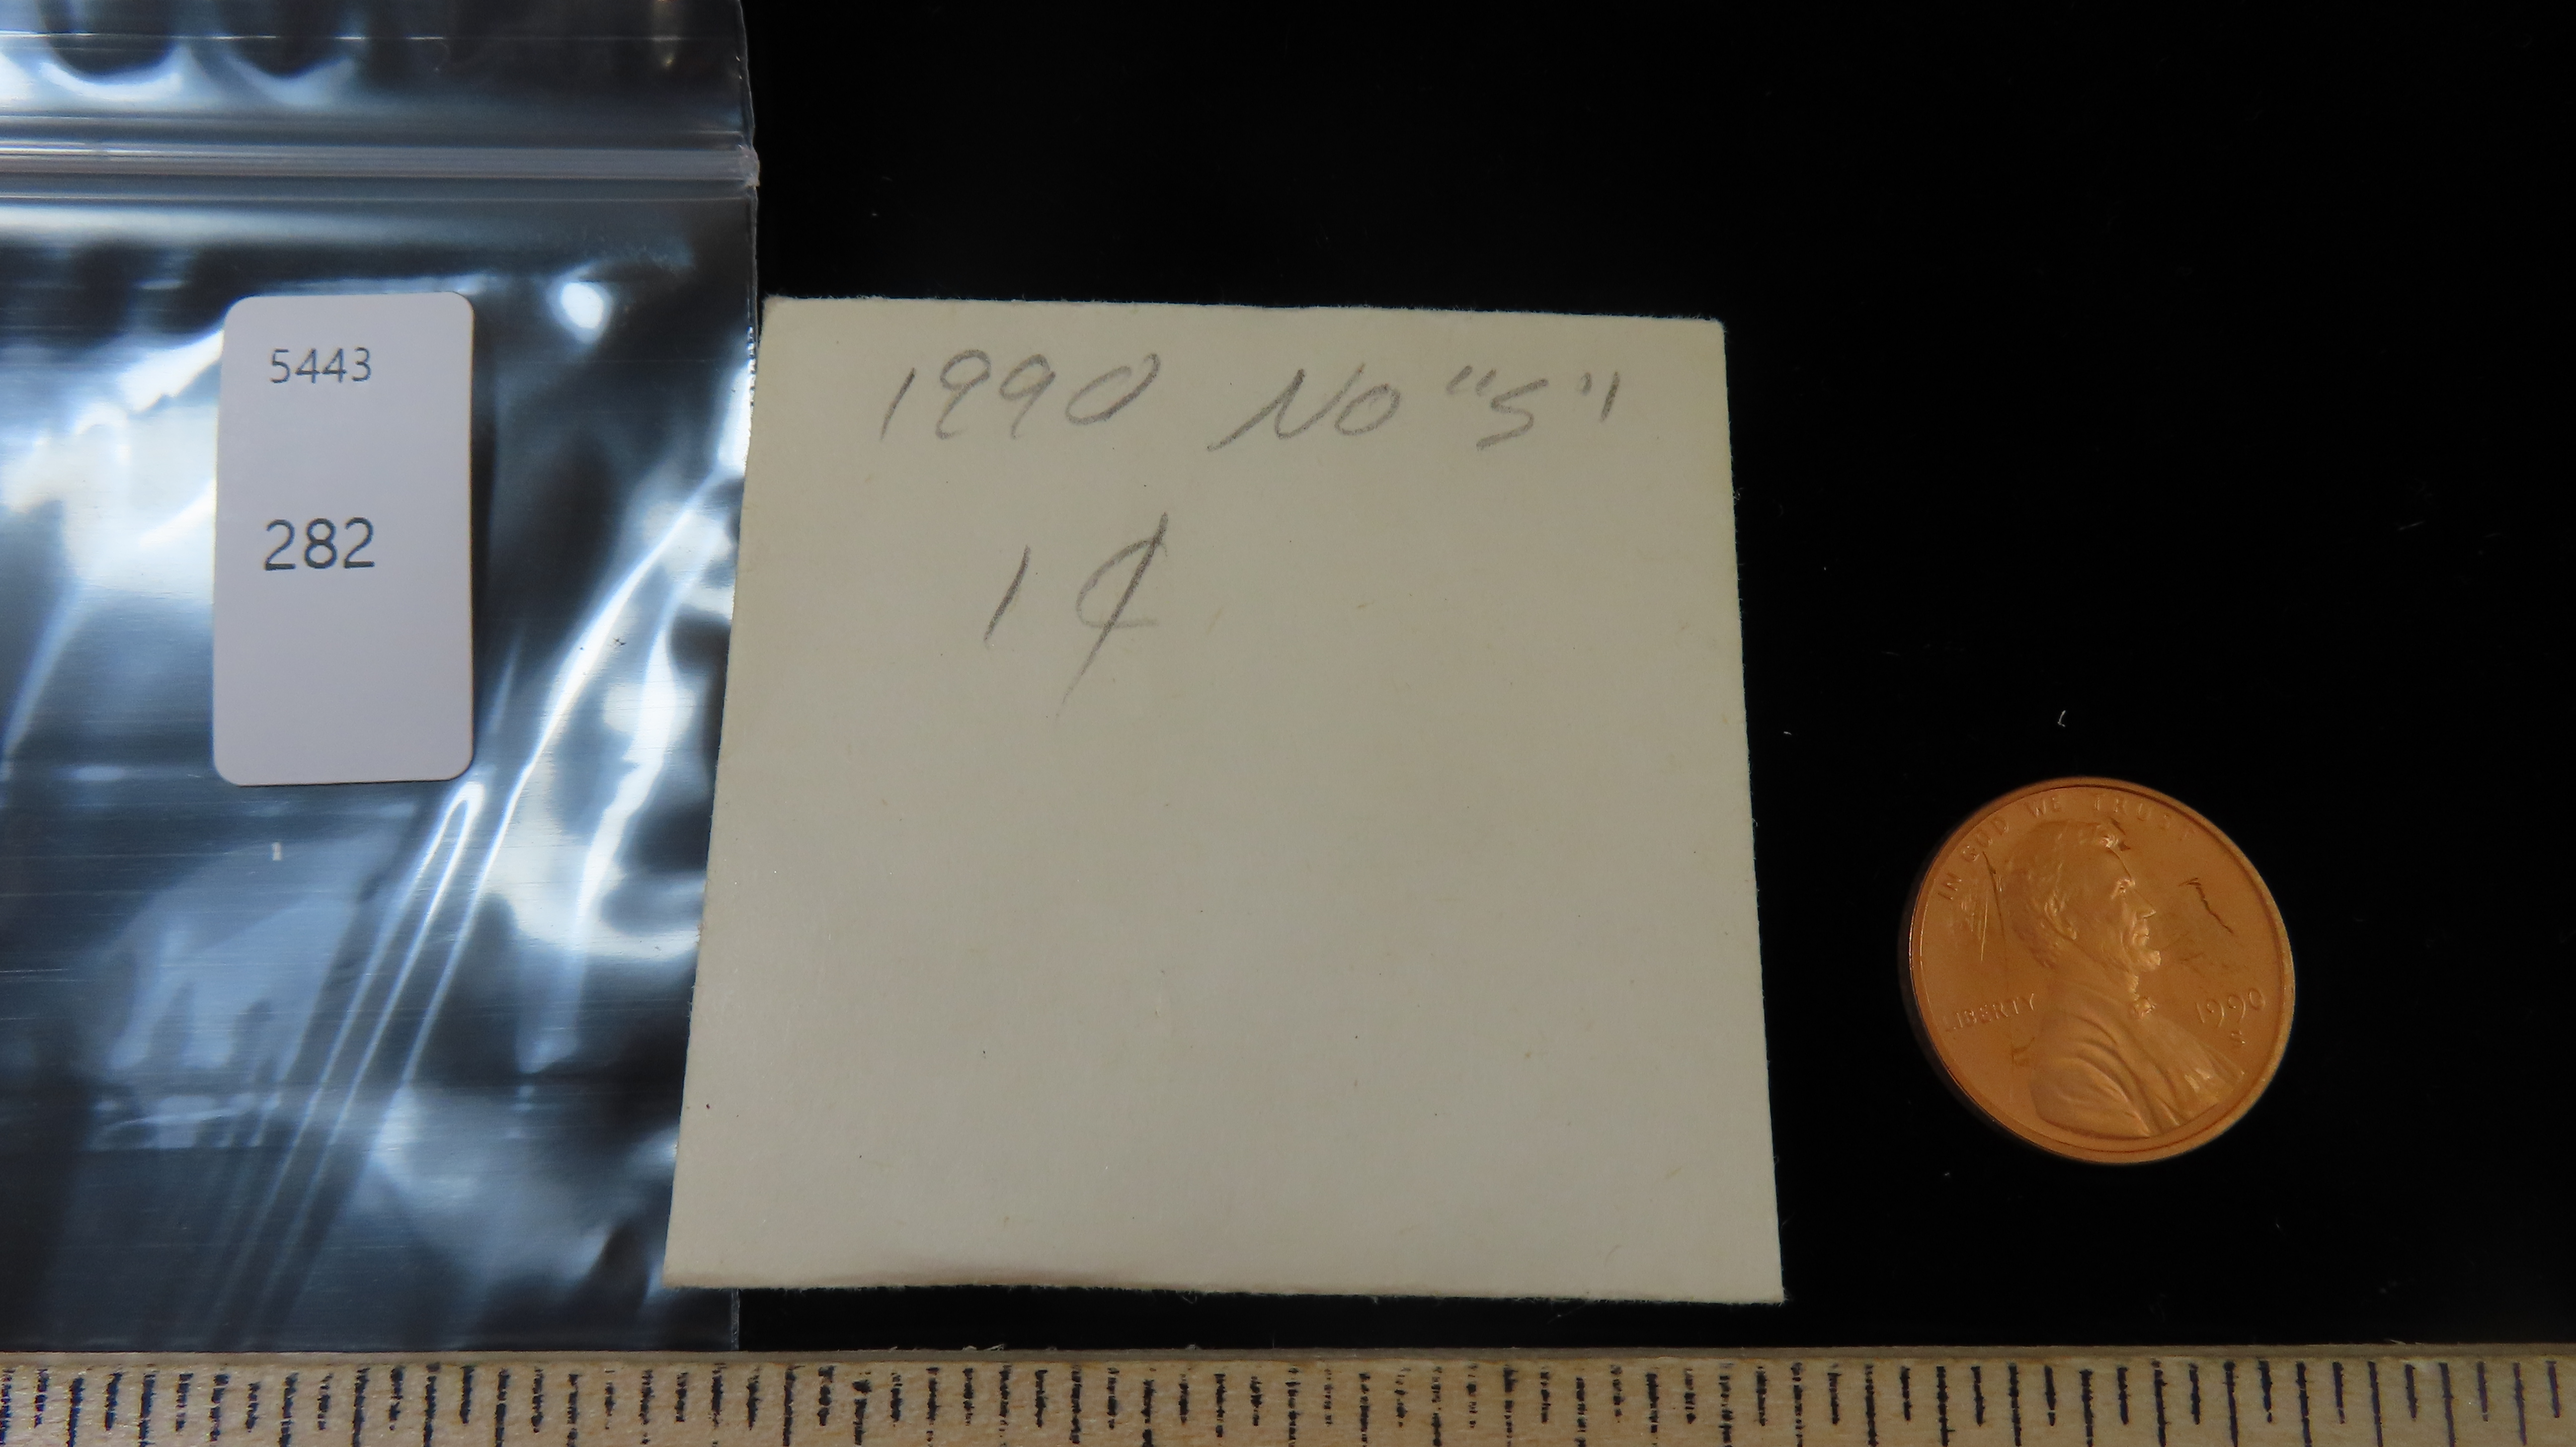 5443
282
1990 NO "S"
1 ¢
IN GOD WE TRUST
LIBERTY
1990
S